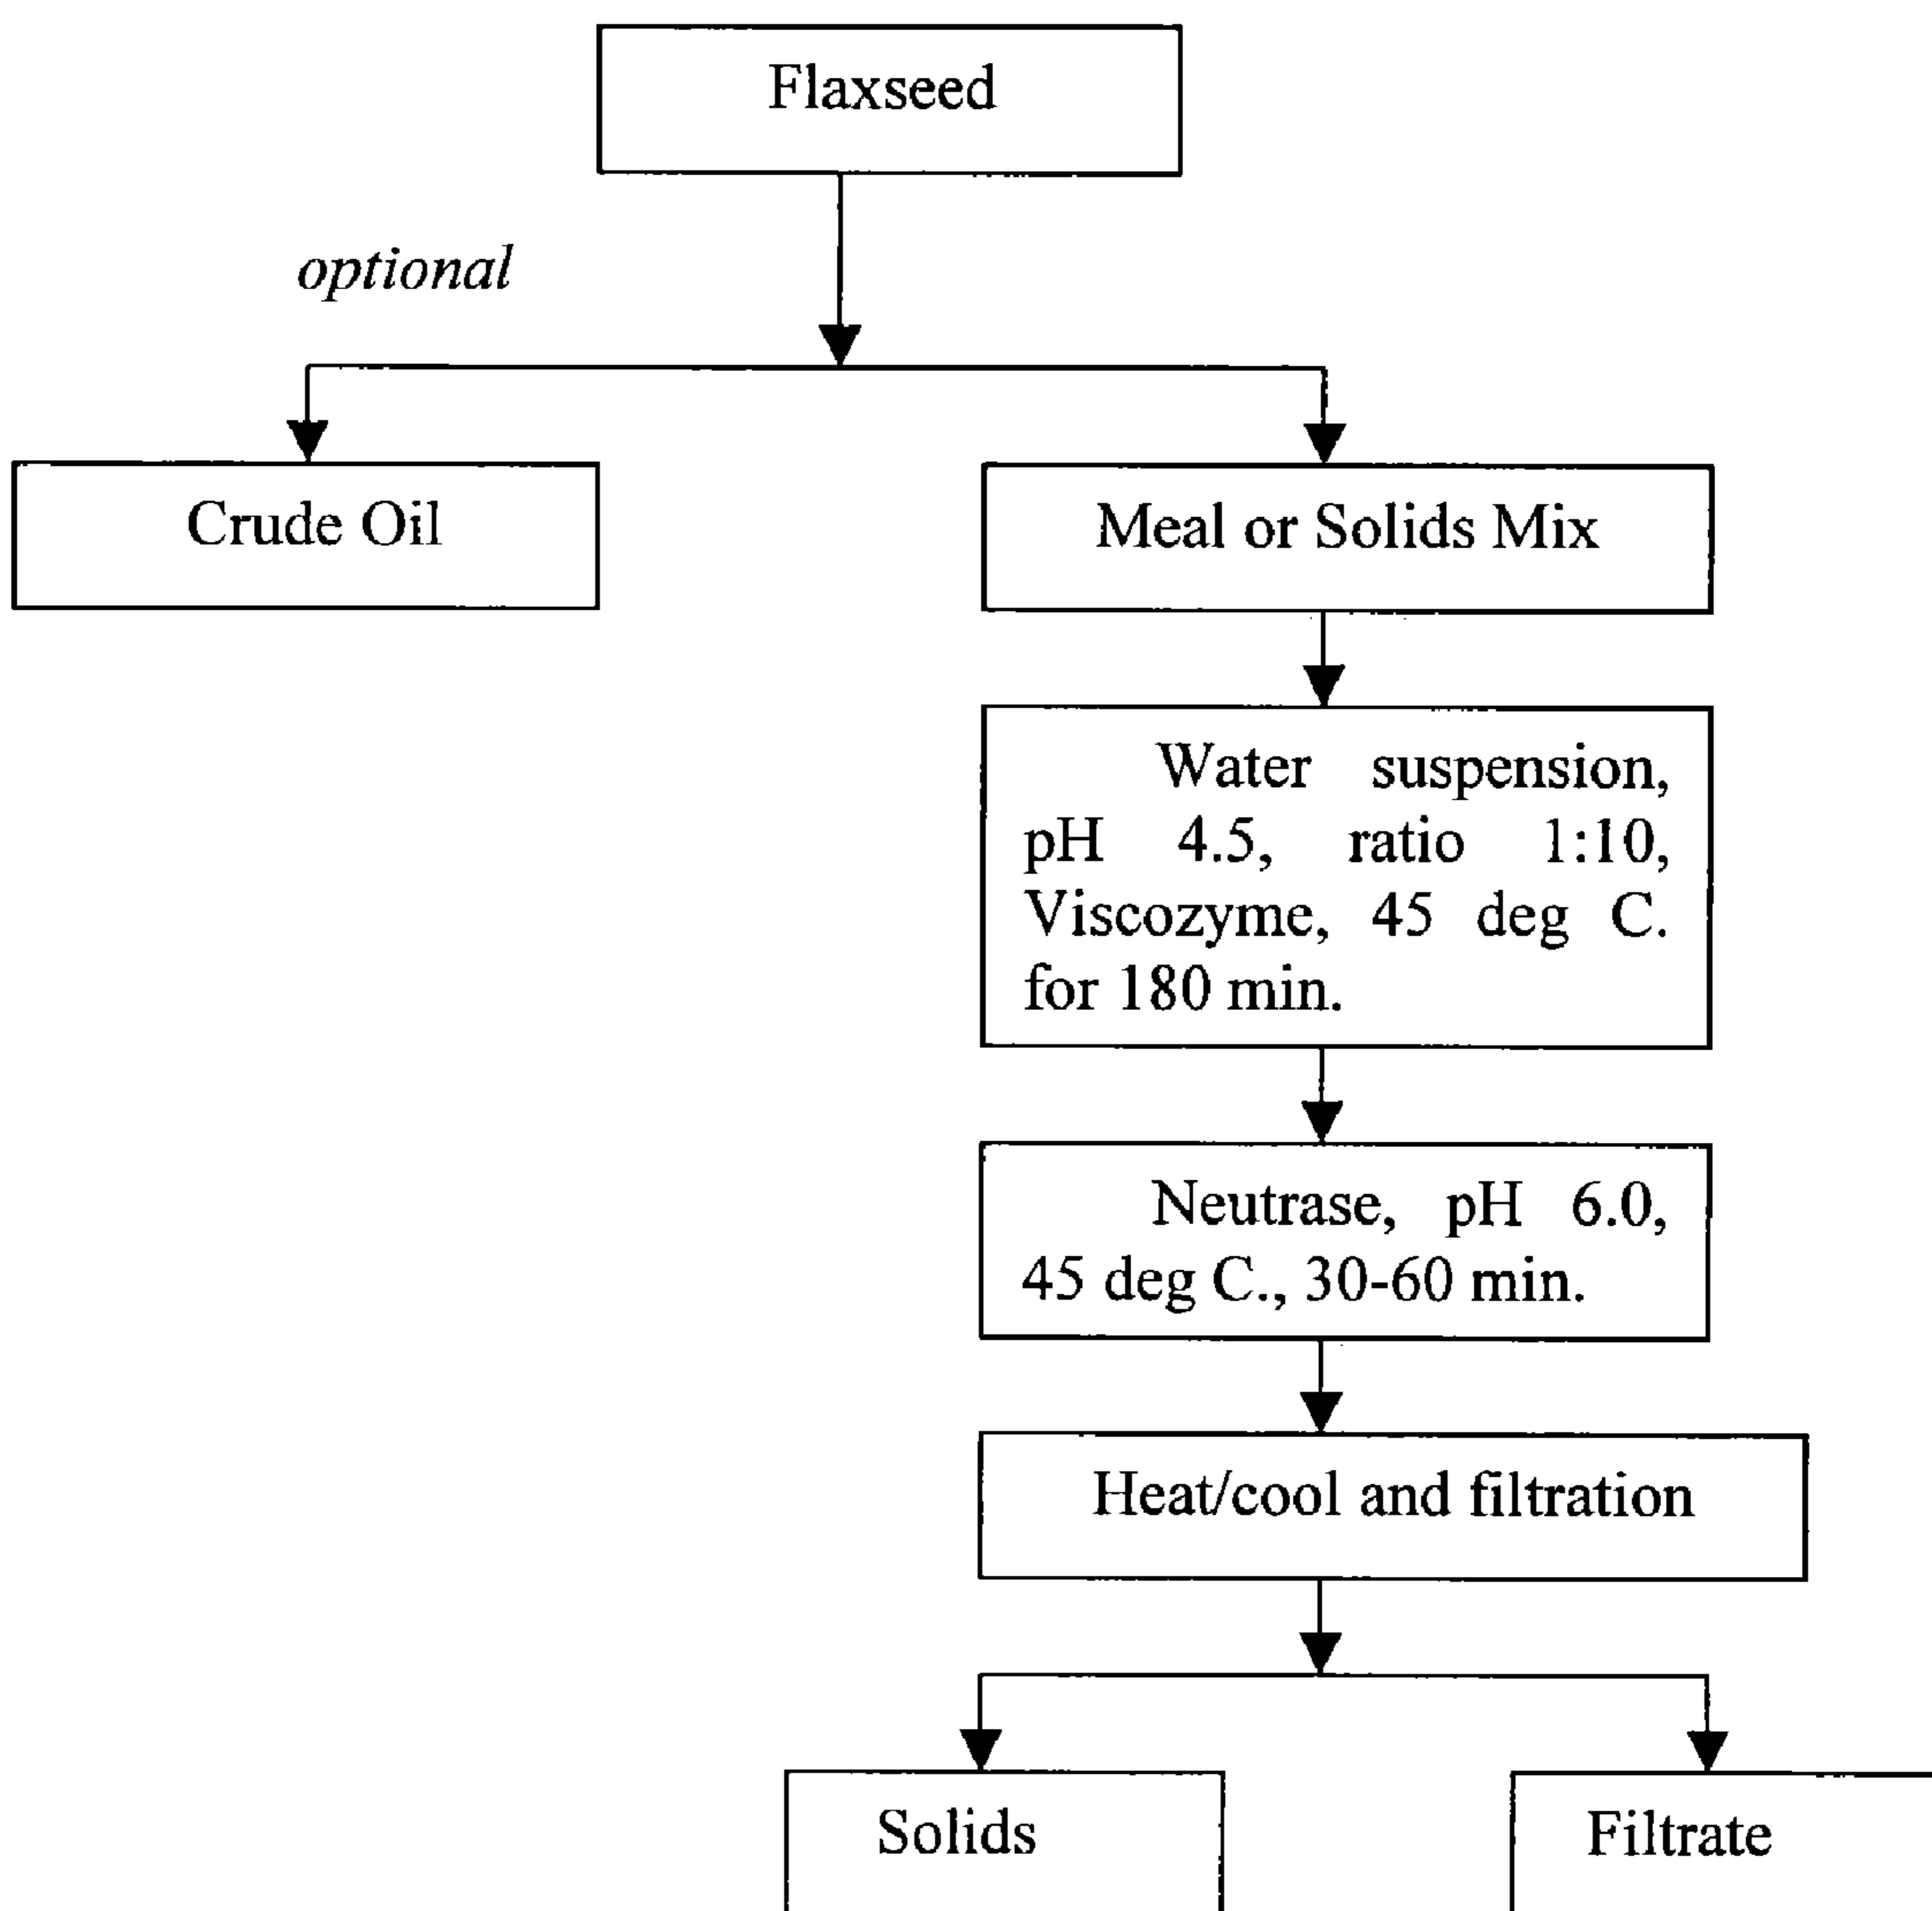 Flaxseed
optional
Crude Oil
Meal or Solids Mix
Water suspension,
pH 4.5, ratio 1:10,
Viscozyme, 45 deg C.
for 180 min.
Neutrase, pH 6.0,
45 deg C., 30-60 min.
Heat/cool and filtration
Solids
Filtrate